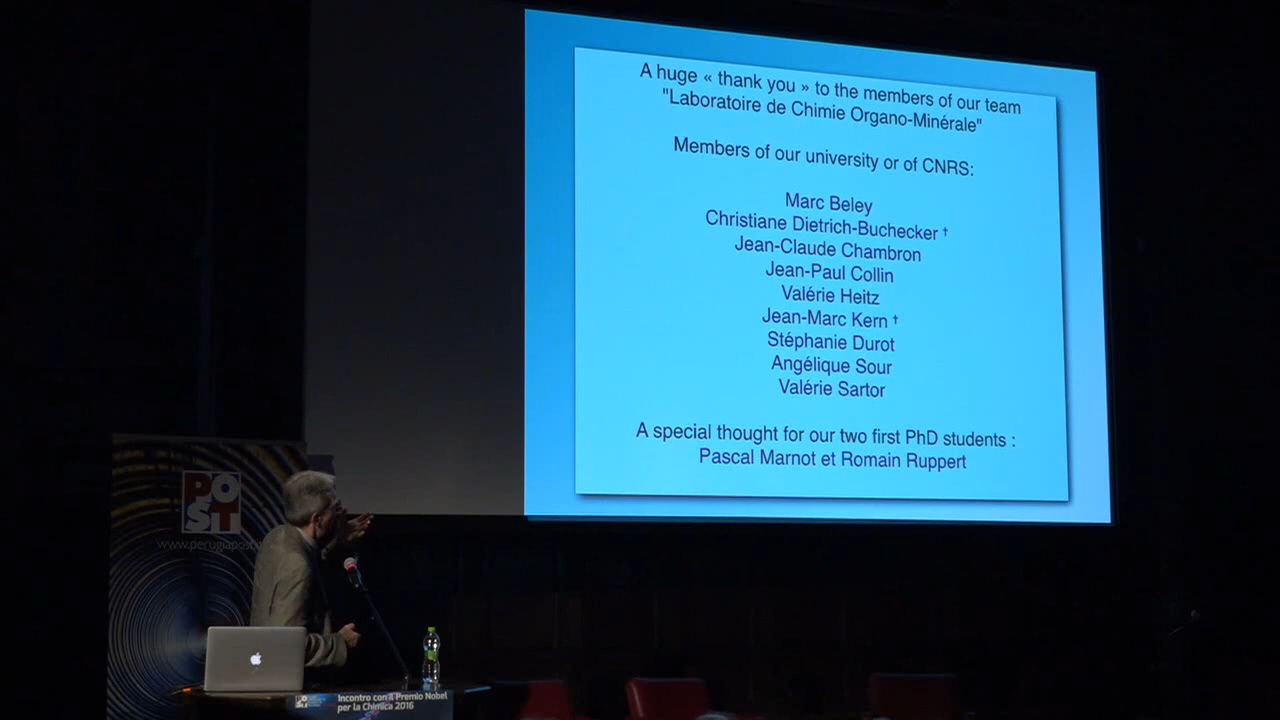 A huge « thank you » to the members of our team
"Laboratoire de Chimie Organo-Minérale"
Members of our university or of CNRS:
Marc Beley
Christiane Dietrich-Buchecker †
Jean-Claude Chambron
Jean-Paul Collin
Valérie Heitz
Jean-Marc Kern †
Stéphanie Durot
Angélique Sour
Valérie Sartor
A special thought for our two first PhD students :
Pascal Marnot et Romain Ruppert
PO
ST
www.perugiapost
POST
Incontro con il Premio Nobel
per la Chimica 2016